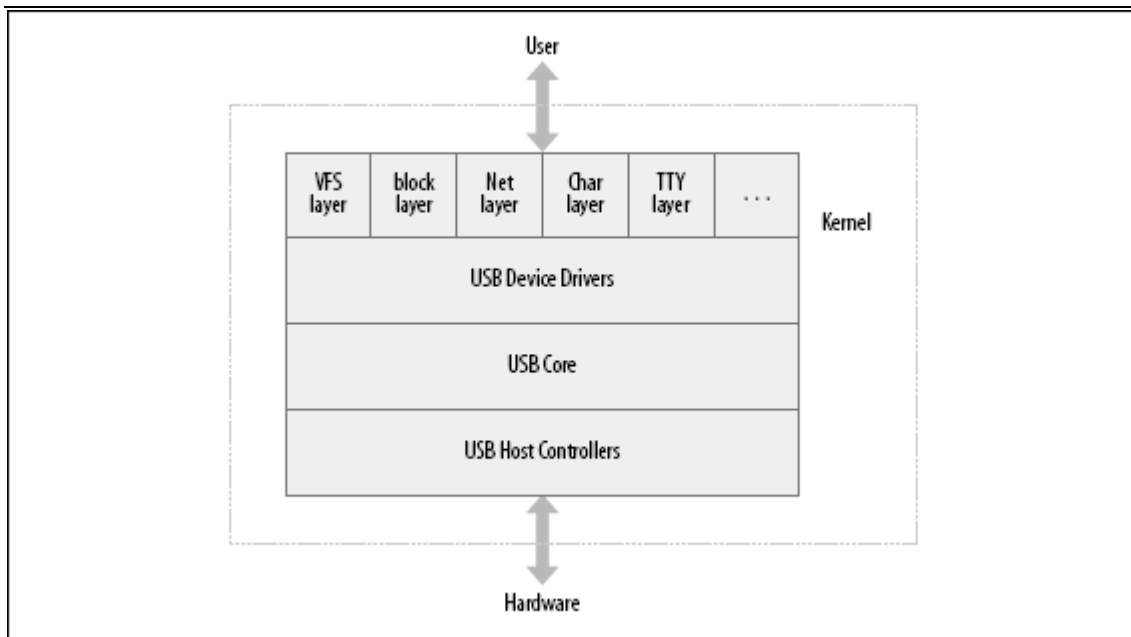 User
VFS layer
block layer
Net layer
Char layer
TTY layer
...
Kernel
USB Device Drivers
USB Core
USB Host Controllers
Hardware